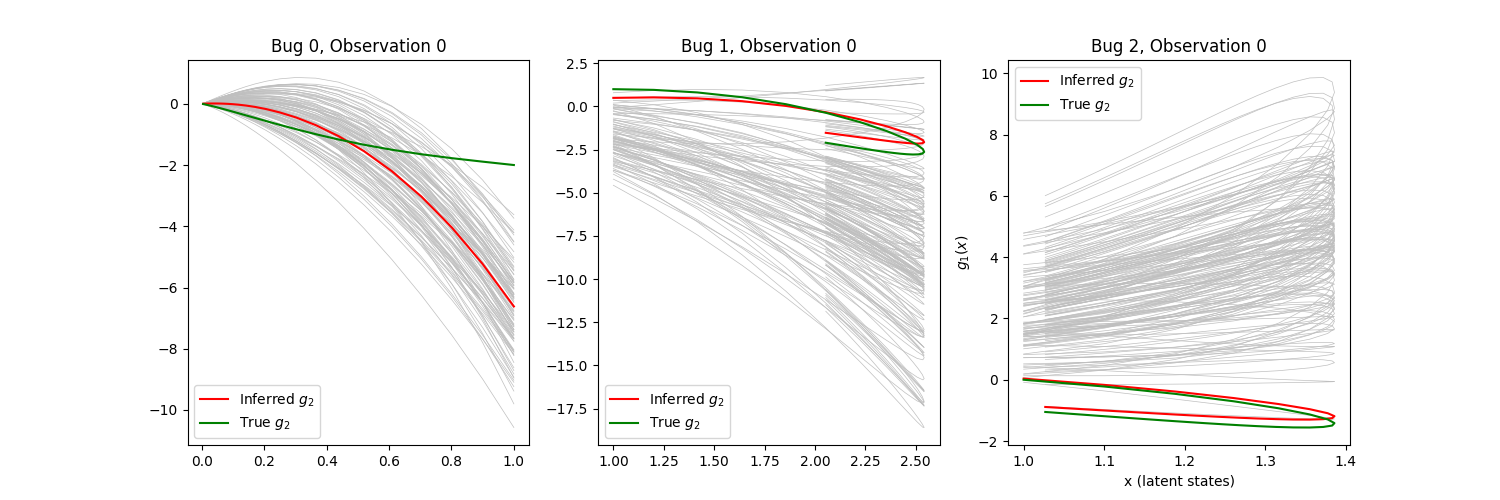 Bug 0, Observation 0
0
−2
−4
−6
−8
−10
0.0 0.2 0.4 0.6 0.8 1.0
Inferred g₂
True g₂
Bug 1, Observation 0
2.5
0.0
−2.5
−5.0
−7.5
−10.0
−12.5
−15.0
−17.5
1.00 1.25 1.50 1.75 2.00 2.25 2.50
Inferred g₂
True g₂
Bug 2, Observation 0
Inferred g₂
True g₂
g₁(x)
10
8
6
4
2
0
−2
1.0 1.1 1.2 1.3 1.4
x (latent states)